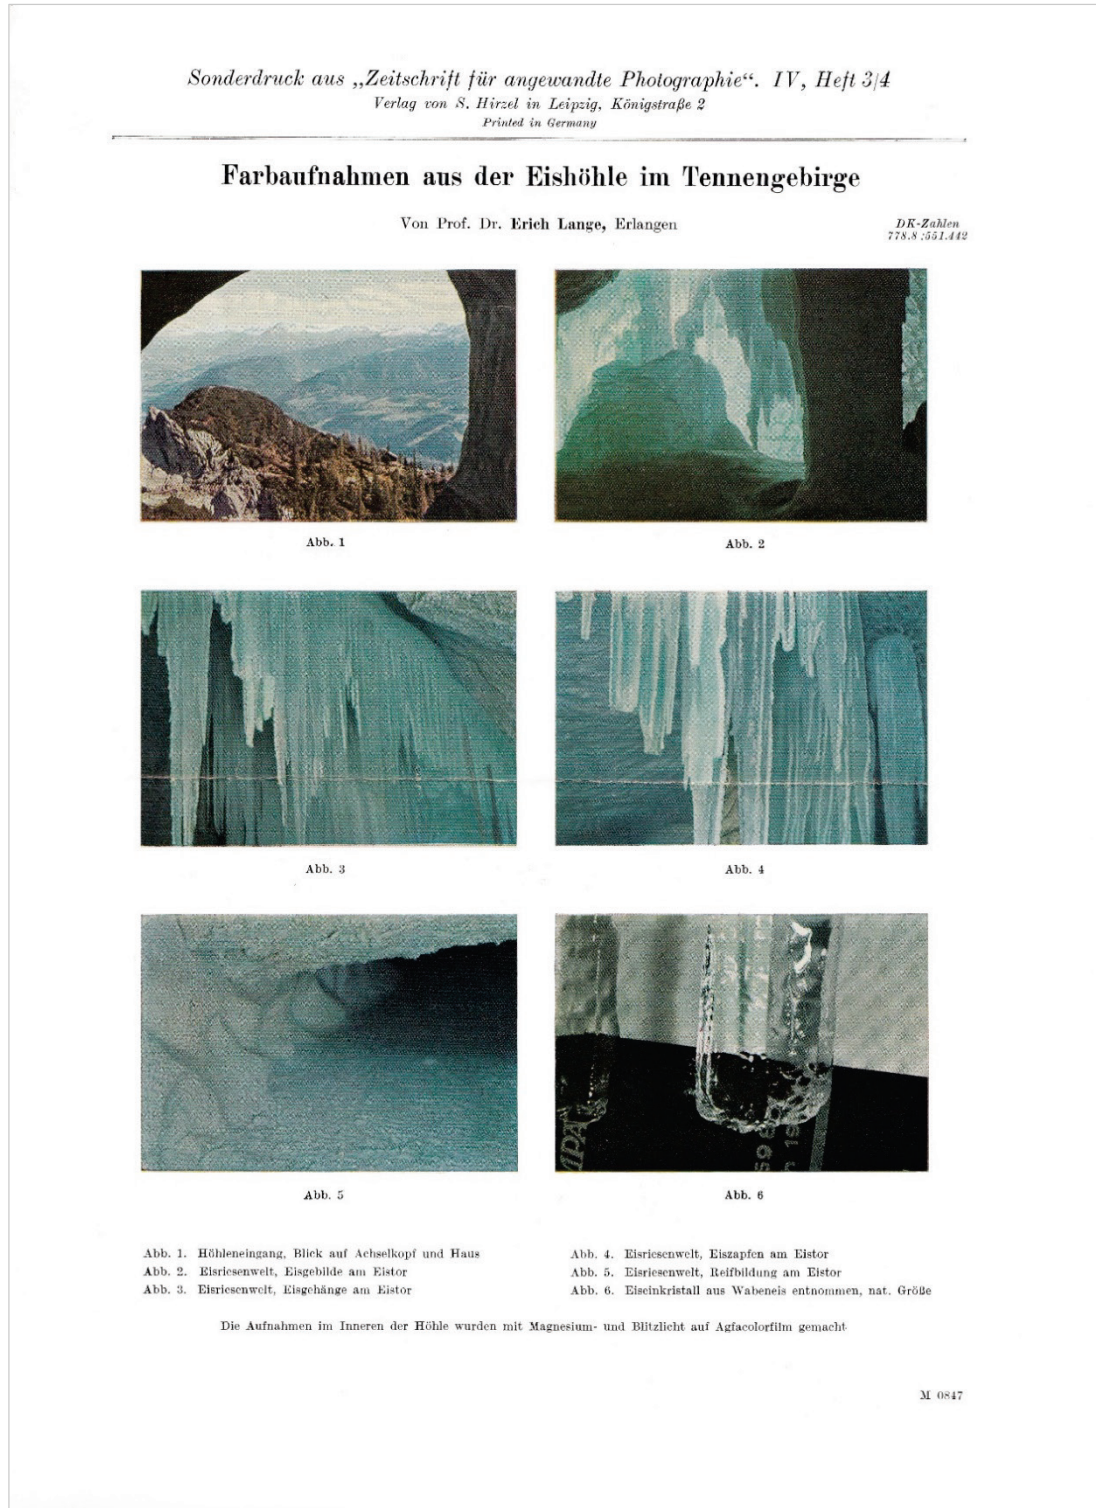 Sonderdruck aus „Zeitschrift für angewandte Photographie“. IV, Heft 3/4
Verlag von S. Hirzel in Leipzig, Königstraße 2
Printed in Germany
Farbaufnahmen aus der Eishöhle im Tennengebirge
Von Prof. Dr. Erich Lange, Erlangen
DK-Zahlen
778.8 :551.442
Abb. 1
Abb. 2
Abb. 3
Abb. 4
Abb. 5
Abb. 6
Abb. 1. Höhleneingang, Blick auf Achselkopf und Haus
Abb. 2. Eisriesenwelt, Eisgebilde am Eistor
Abb. 3. Eisriesenwelt, Eisgehänge am Eistor
Abb. 4. Eisriesenwelt, Eiszapfen am Eistor
Abb. 5. Eisriesenwelt, Reifbildung am Eistor
Abb. 6. Eiseinkristall aus Wabeneis entnommen, nat. Größe
Die Aufnahmen im Inneren der Höhle wurden mit Magnesium- und Blitzlicht auf Agfacolorfilm gemacht
M 0847